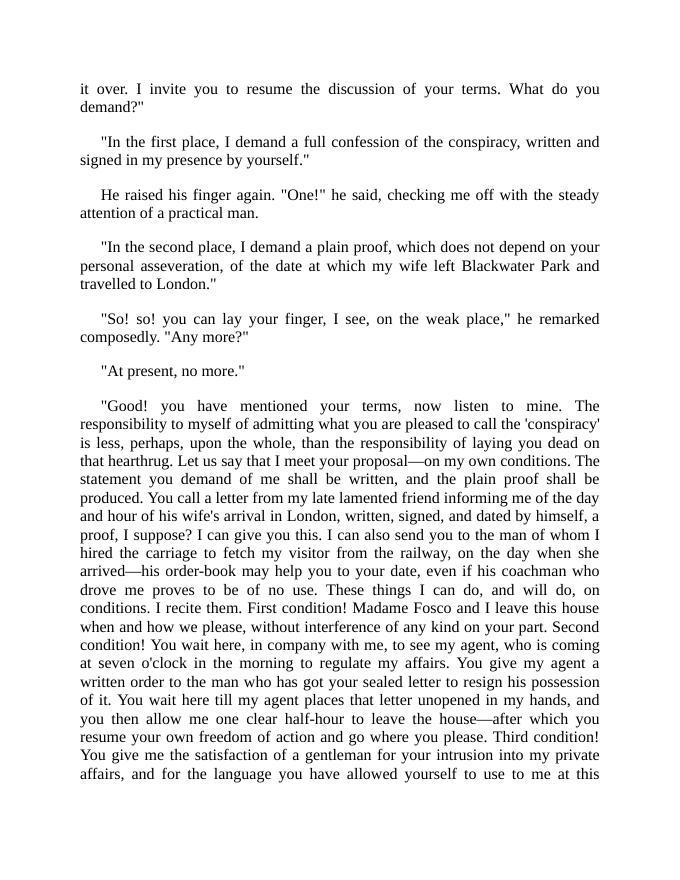 it over. I invite you to resume the discussion of your terms. What do you
demand?"
"In the first place, I demand a full confession of the conspiracy, written and
signed in my presence by yourself."
He raised his finger again. "One!" he said, checking me off with the steady
attention of a practical man.
"In the second place, I demand a plain proof, which does not depend on your
personal asseveration, of the date at which my wife left Blackwater Park and
travelled to London."
"So! so! you can lay your finger, I see, on the weak place," he remarked
composedly. "Any more?"
"At present, no more."
"Good! you have mentioned your terms, now listen to mine. The
responsibility to myself of admitting what you are pleased to call the 'conspiracy'
is less, perhaps, upon the whole, than the responsibility of laying you dead on
that hearthrug. Let us say that I meet your proposal—on my own conditions. The
statement you demand of me shall be written, and the plain proof shall be
produced. You call a letter from my late lamented friend informing me of the day
and hour of his wife's arrival in London, written, signed, and dated by himself, a
proof, I suppose? I can give you this. I can also send you to the man of whom I
hired the carriage to fetch my visitor from the railway, on the day when she
arrived—his order-book may help you to your date, even if his coachman who
drove me proves to be of no use. These things I can do, and will do, on
conditions. I recite them. First condition! Madame Fosco and I leave this house
when and how we please, without interference of any kind on your part. Second
condition! You wait here, in company with me, to see my agent, who is coming
at seven o'clock in the morning to regulate my affairs. You give my agent a
written order to the man who has got your sealed letter to resign his possession
of it. You wait here till my agent places that letter unopened in my hands, and
you then allow me one clear half-hour to leave the house—after which you
resume your own freedom of action and go where you please. Third condition!
You give me the satisfaction of a gentleman for your intrusion into my private
affairs, and for the language you have allowed yourself to use to me at this